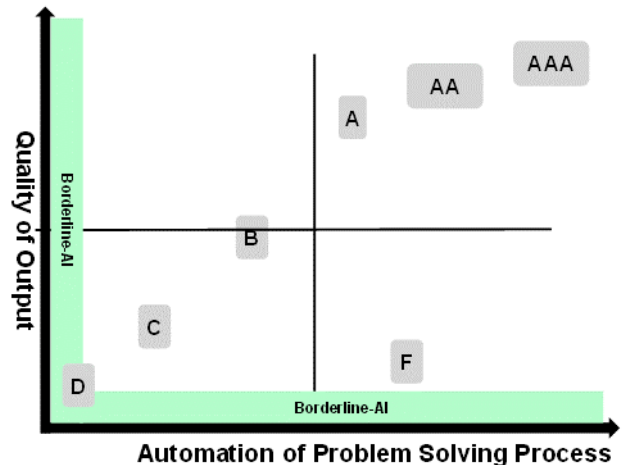 AAA
AA
A
Quality of Output
Borderline-AI
B
C
F
D
Borderline-AI
Automation of Problem Solving Process